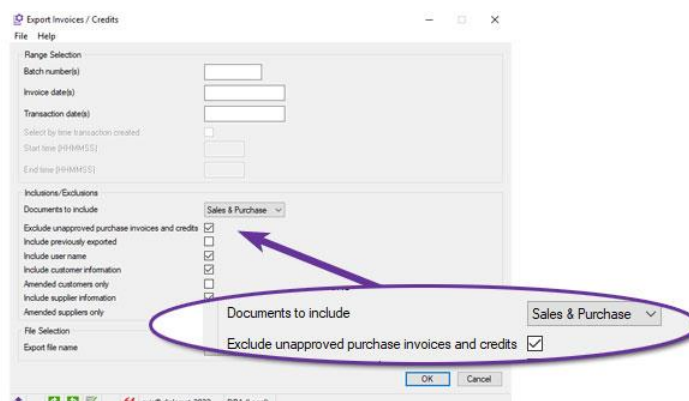 Export Invoices / Credits
File Help
Range Selection
Batch number(s)
Invoice date(s)
Transaction date(s)
Select by time transaction created
Start time (HHMMSS)
End time (HHMMSS)
Inclusions/Exclusions
Documents to include Sales & Purchase
Exclude unapproved purchase invoices and credits
Include previously exported
Include user name
Include customer information
Amended customers only
Include supplier information
Amended suppliers only
Documents to include Sales & Purchase
Exclude unapproved purchase invoices and credits
File Selection
Export file name
OK Cancel